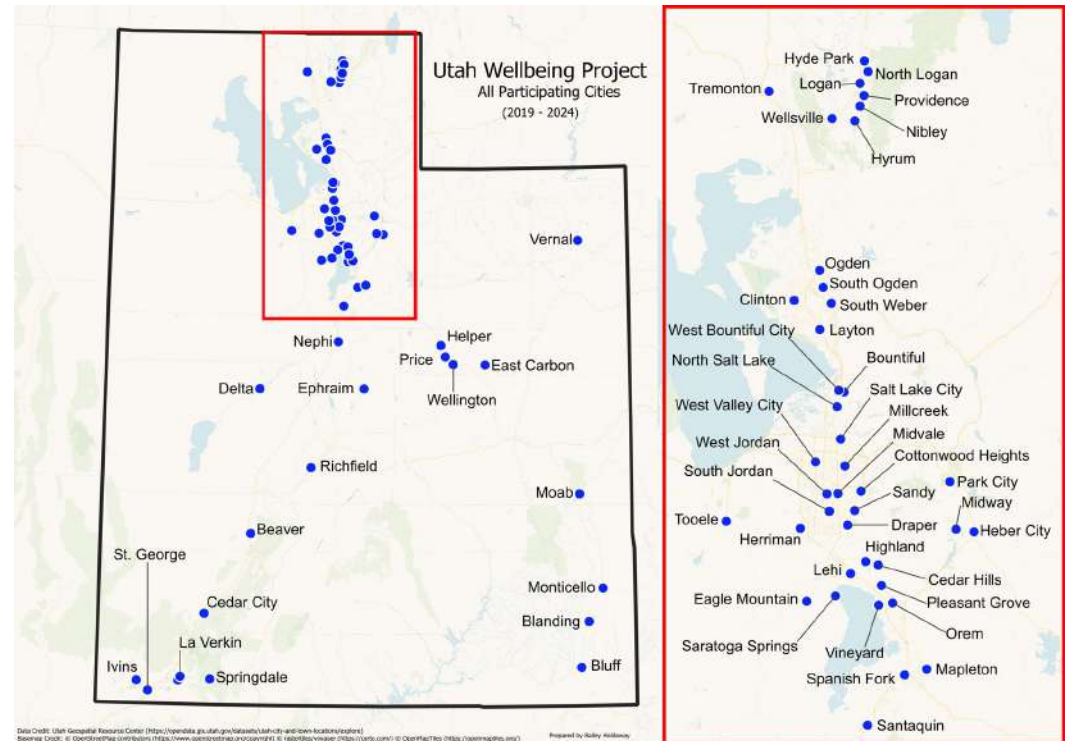 Utah Wellbeing Project
All Participating Cities
(2019 - 2024)
Vernal
Nephi
Helper
Price
East Carbon
Wellington
Delta
Ephraim
Richfield
Moab
Beaver
St. George
Monticello
Cedar City
Blanding
La Verkin
Ivins
Springdale
Bluff
Prepared by Bailey Holdaway
Hyde Park
North Logan
Logan
Tremonton
Providence
Wellsville
Nibley
Hyrum
Ogden
South Ogden
Clinton
South Weber
West Bountiful City
Layton
North Salt Lake
Bountiful
Salt Lake City
West Valley City
Millcreek
West Jordan
Midvale
South Jordan
Cottonwood Heights
Park City
Sandy
Midway
Tooele
Draper
Heber City
Herriman
Highland
Lehi
Cedar Hills
Eagle Mountain
Pleasant Grove
Orem
Saratoga Springs
Vineyard
Mapleton
Spanish Fork
Santaquin